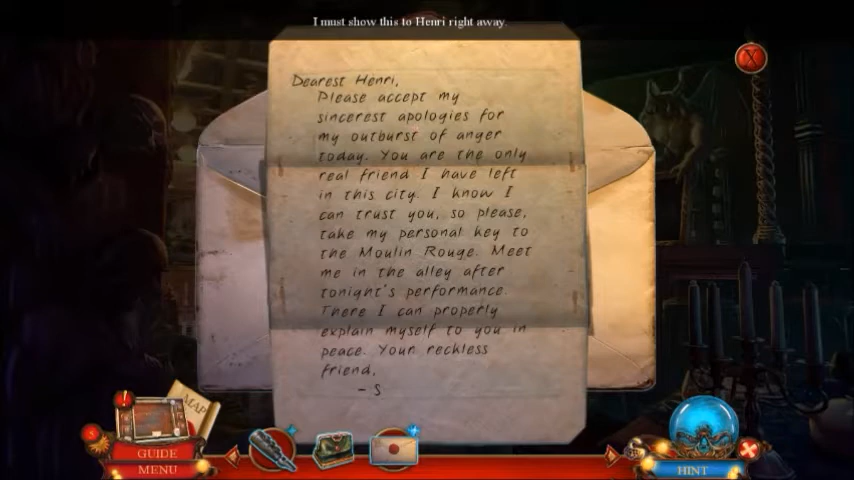 I must show this to Henri right away.
Dearest Henri,
Please accept my
sincerest apologies for
my outburst of anger
today. You are the only
real friend I have left
in this city. I know I
can trust you, so please,
take my personal key to
the Moulin Rouge. Meet
me in the alley after
tonight's performance.
There I can properly
explain myself to you in
peace. Your reckless
friend,
- S
MAP
GUIDE
MENU
HINT